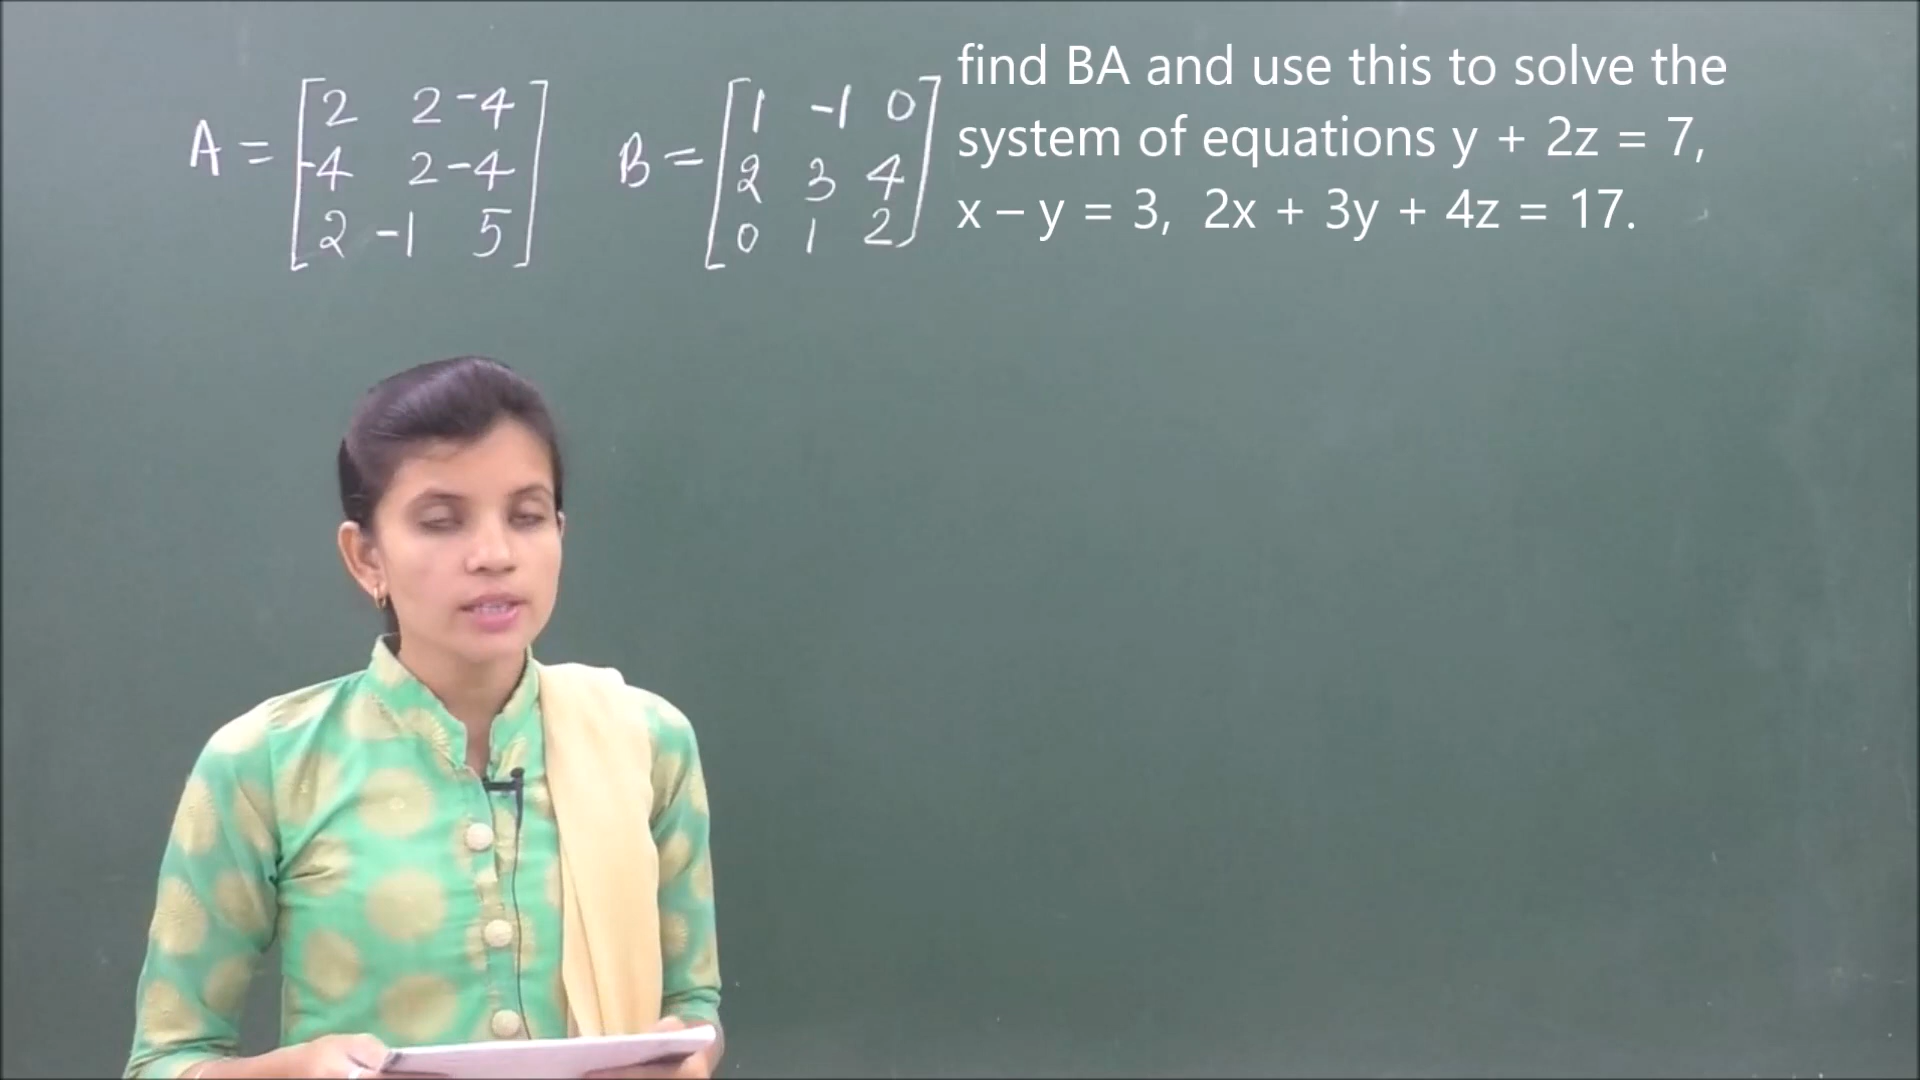 A = [2 2 -4
-4 2 -4
2 -1 5]
B = [1 -1 0
2 3 4
0 1 2]
find BA and use this to solve the
system of equations y + 2z = 7,
x – y = 3, 2x + 3y + 4z = 17.